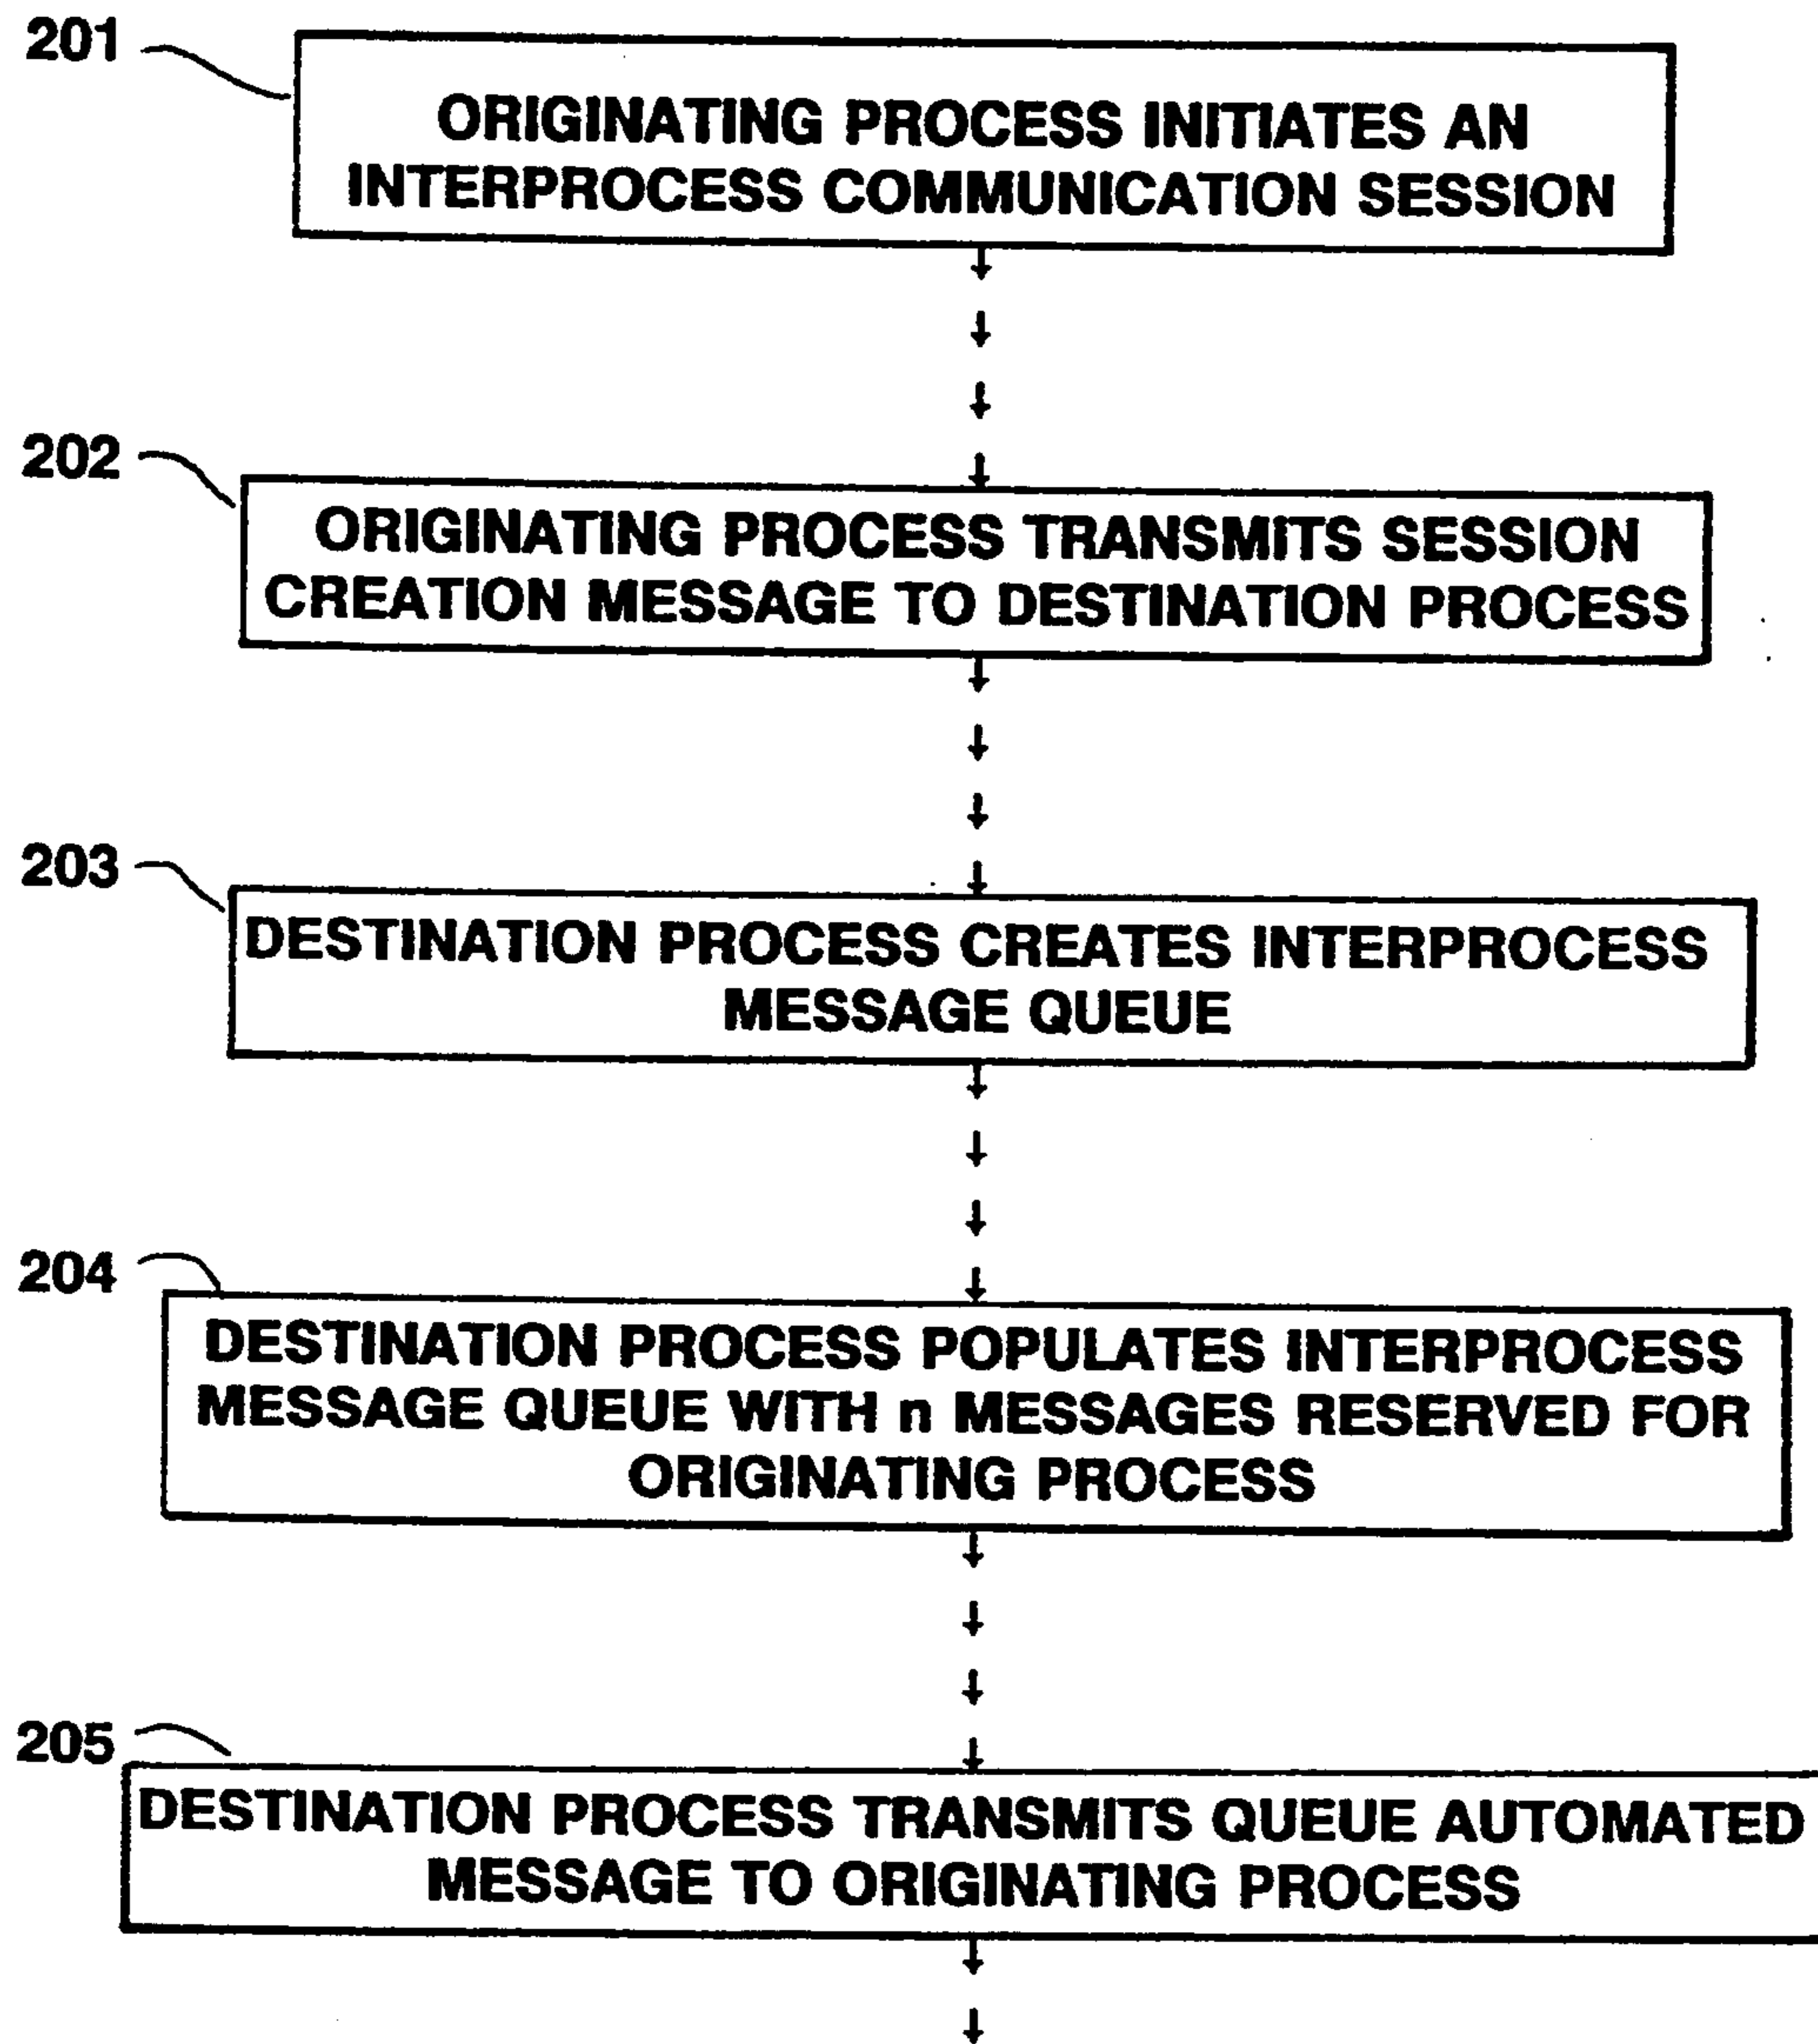 201
ORIGINATING PROCESS INITIATES AN
INTERPROCESS COMMUNICATION SESSION
202
ORIGINATING PROCESS TRANSMITS SESSION
CREATION MESSAGE TO DESTINATION PROCESS
203
DESTINATION PROCESS CREATES INTERPROCESS
MESSAGE QUEUE
204
DESTINATION PROCESS POPULATES INTERPROCESS
MESSAGE QUEUE WITH n MESSAGES RESERVED FOR
ORIGINATING PROCESS
205
DESTINATION PROCESS TRANSMITS QUEUE AUTOMATED
MESSAGE TO ORIGINATING PROCESS